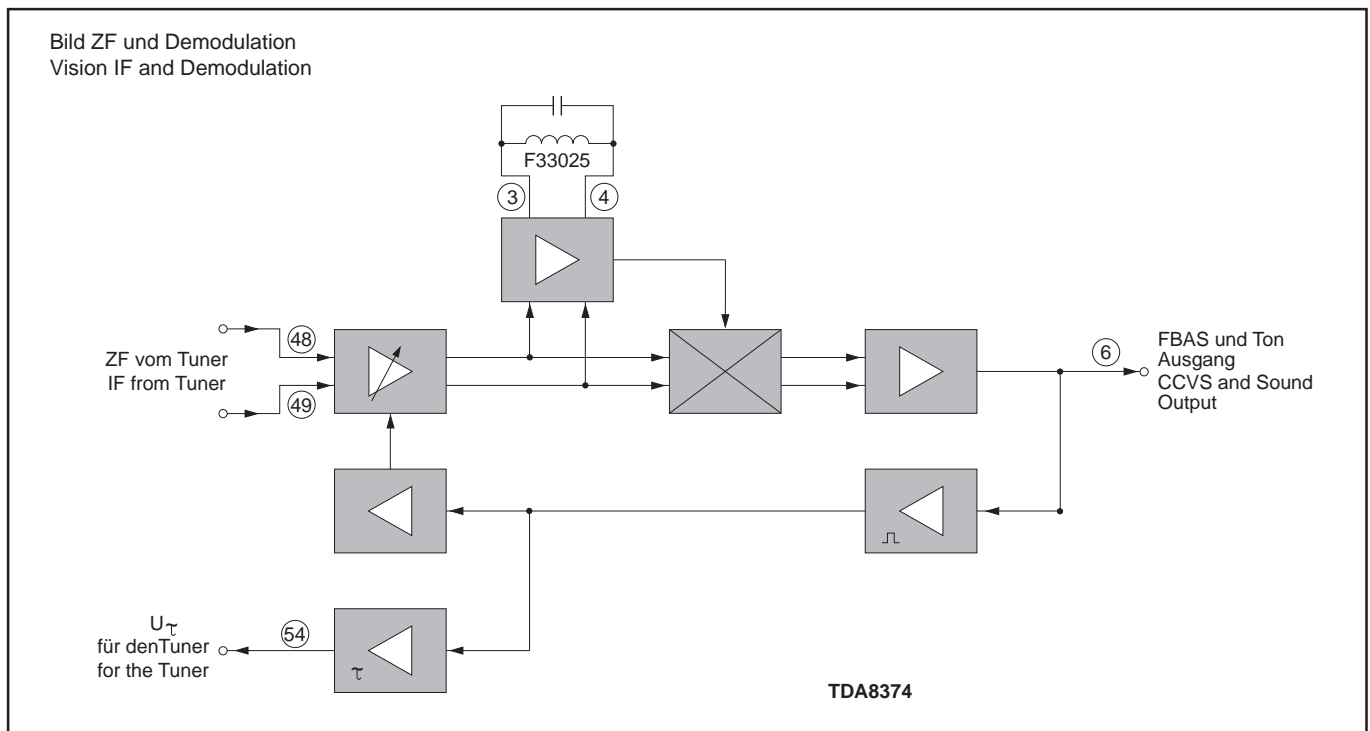 Bild ZF und Demodulation
Vision IF and Demodulation
F33025
3
4
48
ZF vom Tuner
IF from Tuner
49
6
FBAS und Ton
Ausgang
CCVS and Sound
Output
U τ
für denTuner
for the Tuner
54
τ
TDA8374